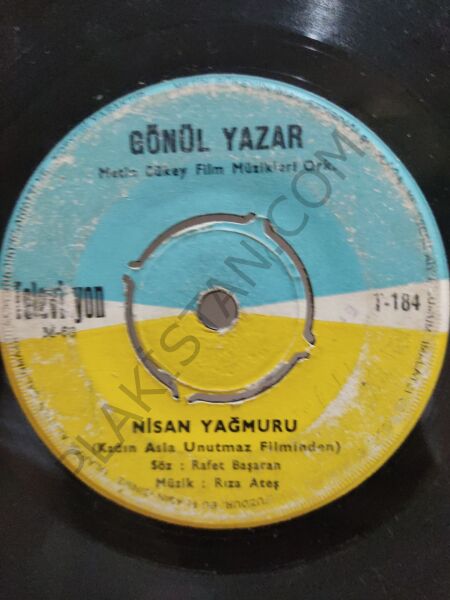 GÖNÜL YAZAR
Metin Bükey Film Müzikleri Ork.
Televizyon
T-184
NİSAN YAĞMURU
(Kadın Asla Unutmaz Filminden)
Söz : Rafet Başaran
Müzik : Rıza Ateş
PLAKISTAN.COM